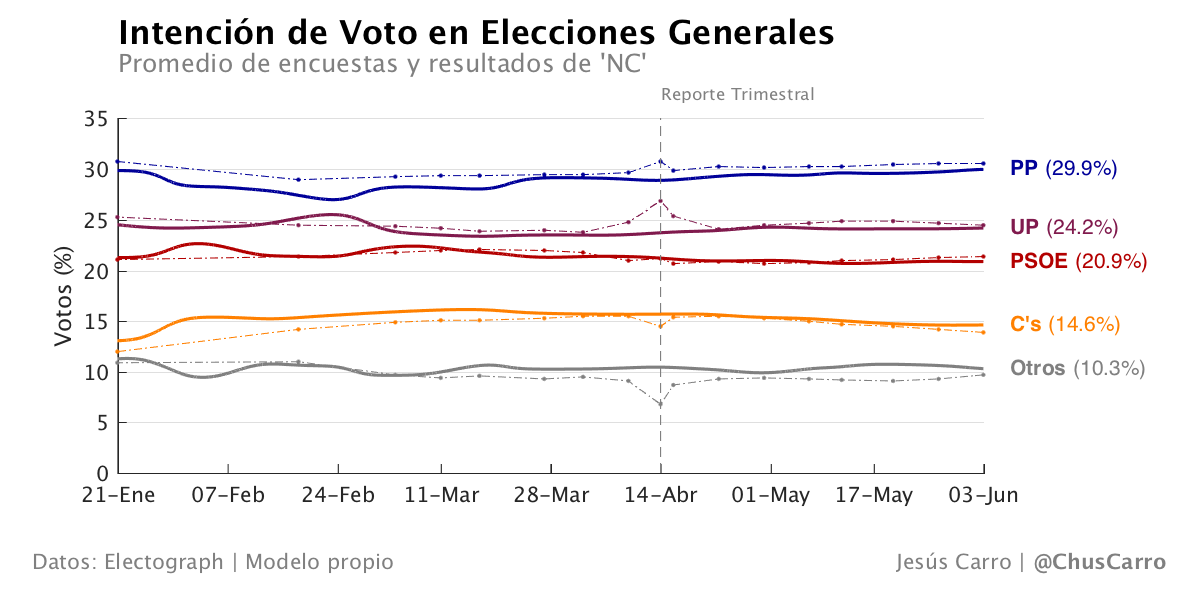 Intención de Voto en Elecciones Generales
Promedio de encuestas y resultados de 'NC'
Reporte Trimestral
Votos (%)
35
30
25
20
15
10
5
0
21-Ene 07-Feb 24-Feb 11-Mar 28-Mar 14-Abr 01-May 17-May 03-Jun
PP (29.9%)
UP (24.2%)
PSOE (20.9%)
C's (14.6%)
Otros (10.3%)
Datos: Electograph | Modelo propio
Jesús Carro | @ChusCarro